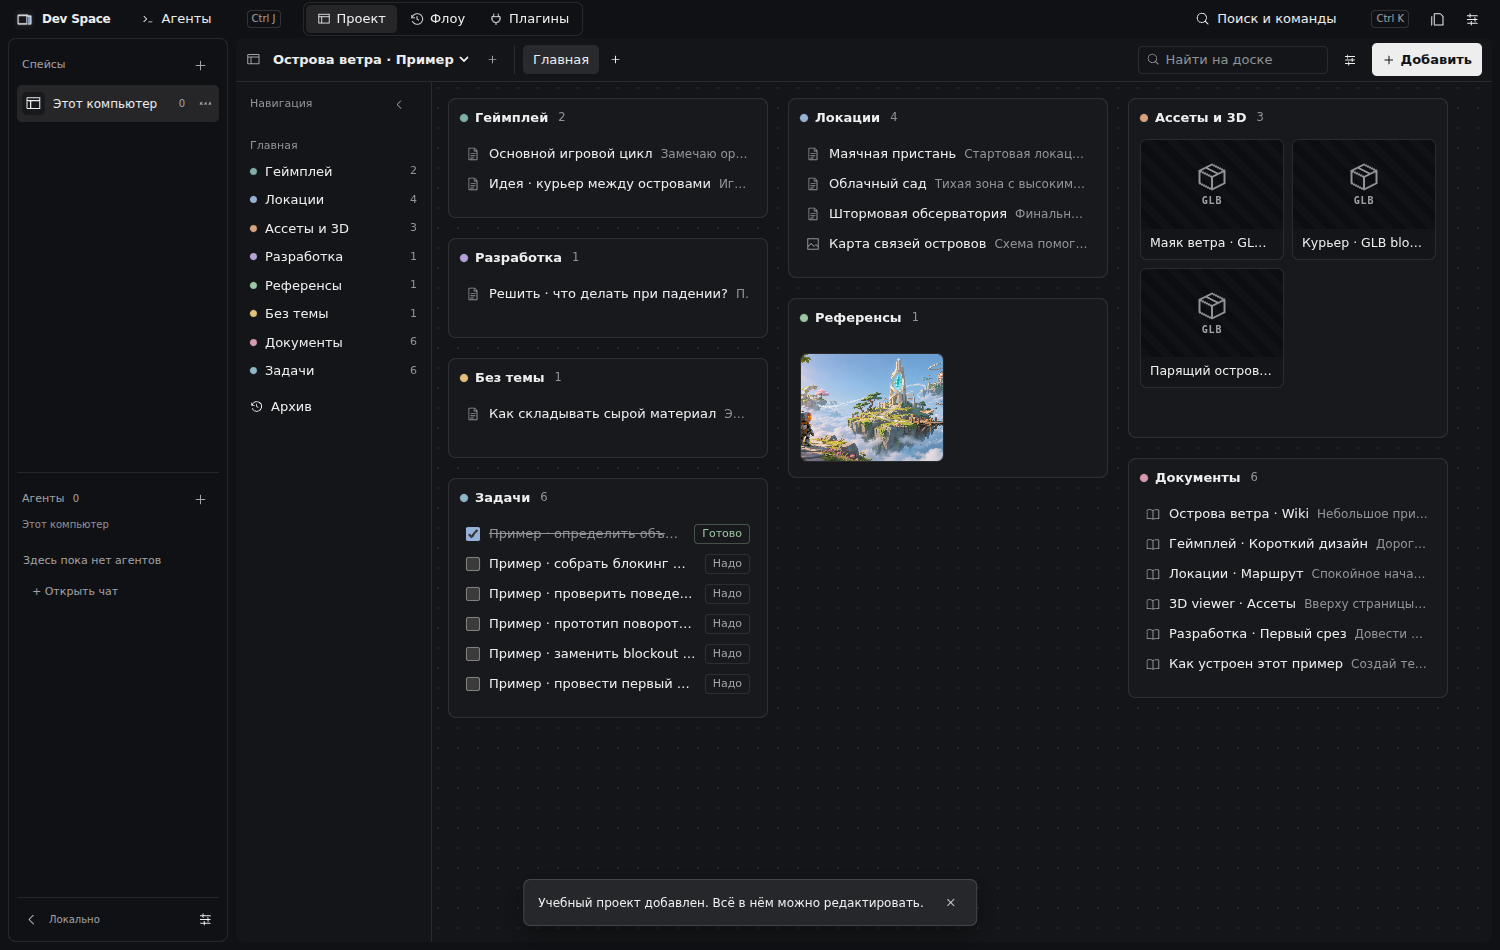 Dev Space
Агенты
Ctrl J
Проект
Флоу
Плагины
Поиск и команды
Ctrl K
Спейсы
Этот компьютер 0
Агенты 0
Этот компьютер
Здесь пока нет агентов
+ Открыть чат
Локально
Острова ветра · Пример
Главная
Найти на доске
Добавить
Навигация
Главная
Геймплей 2
Локации 4
Ассеты и 3D 3
Разработка 1
Референсы 1
Без темы 1
Документы 6
Задачи 6
Архив
Геймплей 2
Основной игровой цикл Замечаю ор…
Идея · курьер между островами Иг…
Разработка 1
Решить · что делать при падении? П.
Без темы 1
Как складывать сырой материал Э…
Задачи 6
Пример · определить объ… Готово
Пример · собрать блокинг … Надо
Пример · проверить поведе… Надо
Пример · прототип поворот… Надо
Пример · заменить blockout … Надо
Пример · провести первый … Надо
Локации 4
Маячная пристань Стартовая локац…
Облачный сад Тихая зона с высоким…
Штормовая обсерватория Финальн…
Карта связей островов Схема помог…
Референсы 1
Ассеты и 3D 3
GLB
Маяк ветра · GL…
GLB
Курьер · GLB blo…
GLB
Парящий остров…
Документы 6
Острова ветра · Wiki Небольшое при…
Геймплей · Короткий дизайн Дорог…
Локации · Маршрут Спокойное нача…
3D viewer · Ассеты Вверху страницы…
Разработка · Первый срез Довести …
Как устроен этот пример Создай те…
Учебный проект добавлен. Всё в нём можно редактировать.